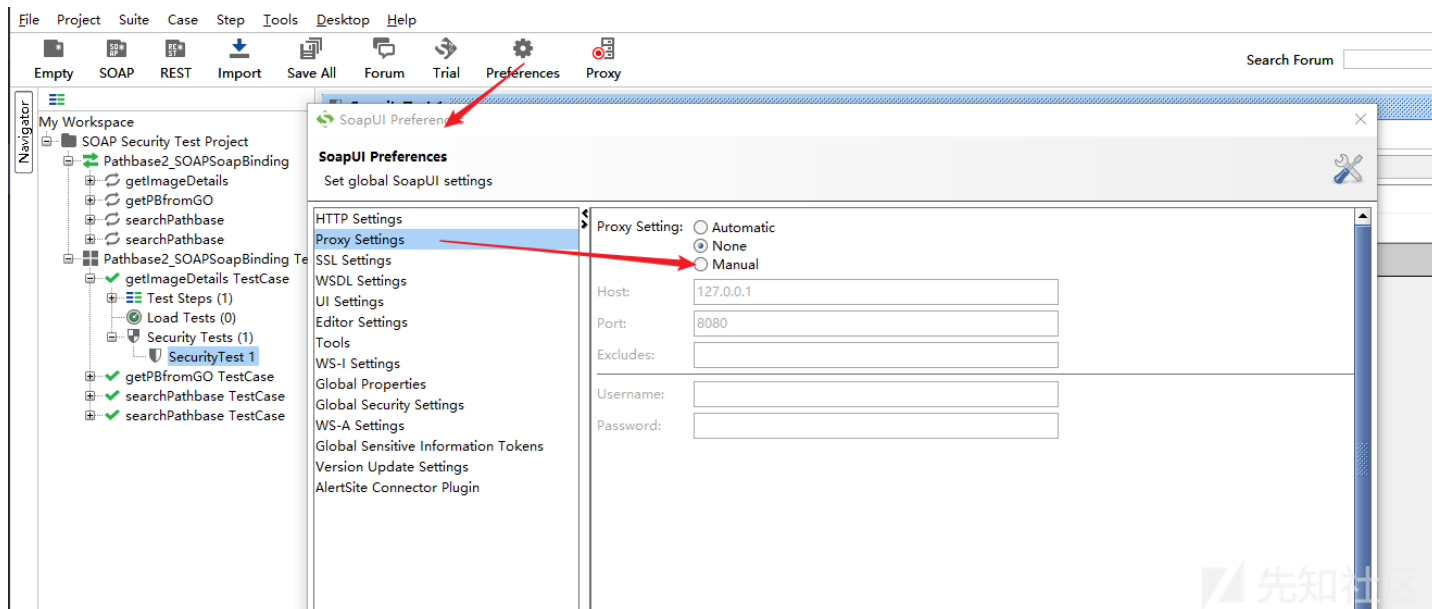 File Project Suite Case Step Tools Desktop Help
Empty SOAP REST Import Save All Forum Trial Preferences Proxy
Search Forum
Navigator
My Workspace
SOAP Security Test Project
Pathbase2_SOAPSoapBinding
getImageDetails
getPBfromGO
searchPathbase
searchPathbase
Pathbase2_SOAPSoapBinding Te
getImageDetails TestCase
Test Steps (1)
Load Tests (0)
Security Tests (1)
SecurityTest 1
getPBfromGO TestCase
searchPathbase TestCase
searchPathbase TestCase
SoapUI Preferences
SoapUI Preferences
Set global SoapUI settings
HTTP Settings
Proxy Settings
SSL Settings
WSDL Settings
UI Settings
Editor Settings
Tools
WS-I Settings
Global Properties
Global Security Settings
WS-A Settings
Global Sensitive Information Tokens
Version Update Settings
AlertSite Connector Plugin
Proxy Setting: Automatic
None
Manual
Host: 127.0.0.1
Port: 8080
Excludes:
Username:
Password:
先知社区